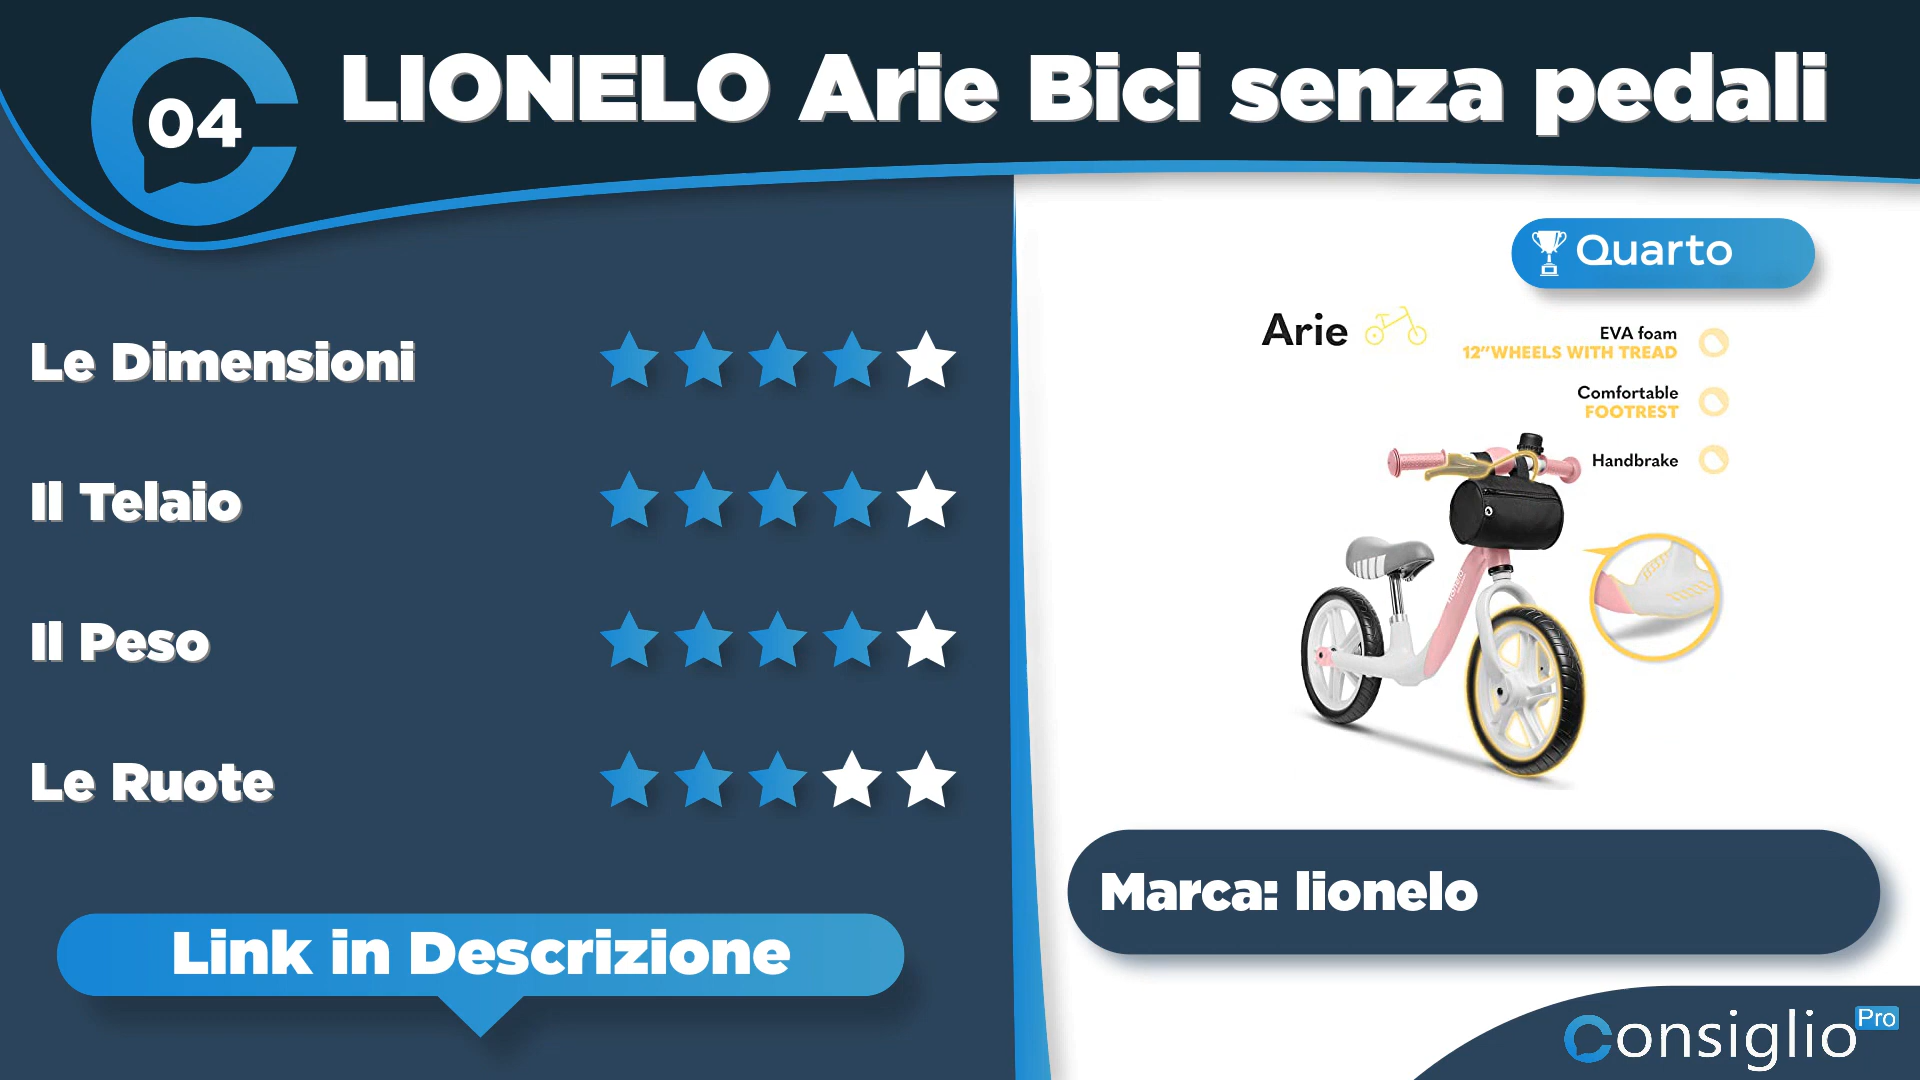 04
LIONELO Arie Bici senza pedali
Quarto
Arie
EVA foam
12"WHEELS WITH TREAD
Comfortable
FOOTREST
Handbrake
Le Dimensioni
Il Telaio
Il Peso
Le Ruote
lionelo
Marca: lionelo
Link in Descrizione
Consiglio Pro